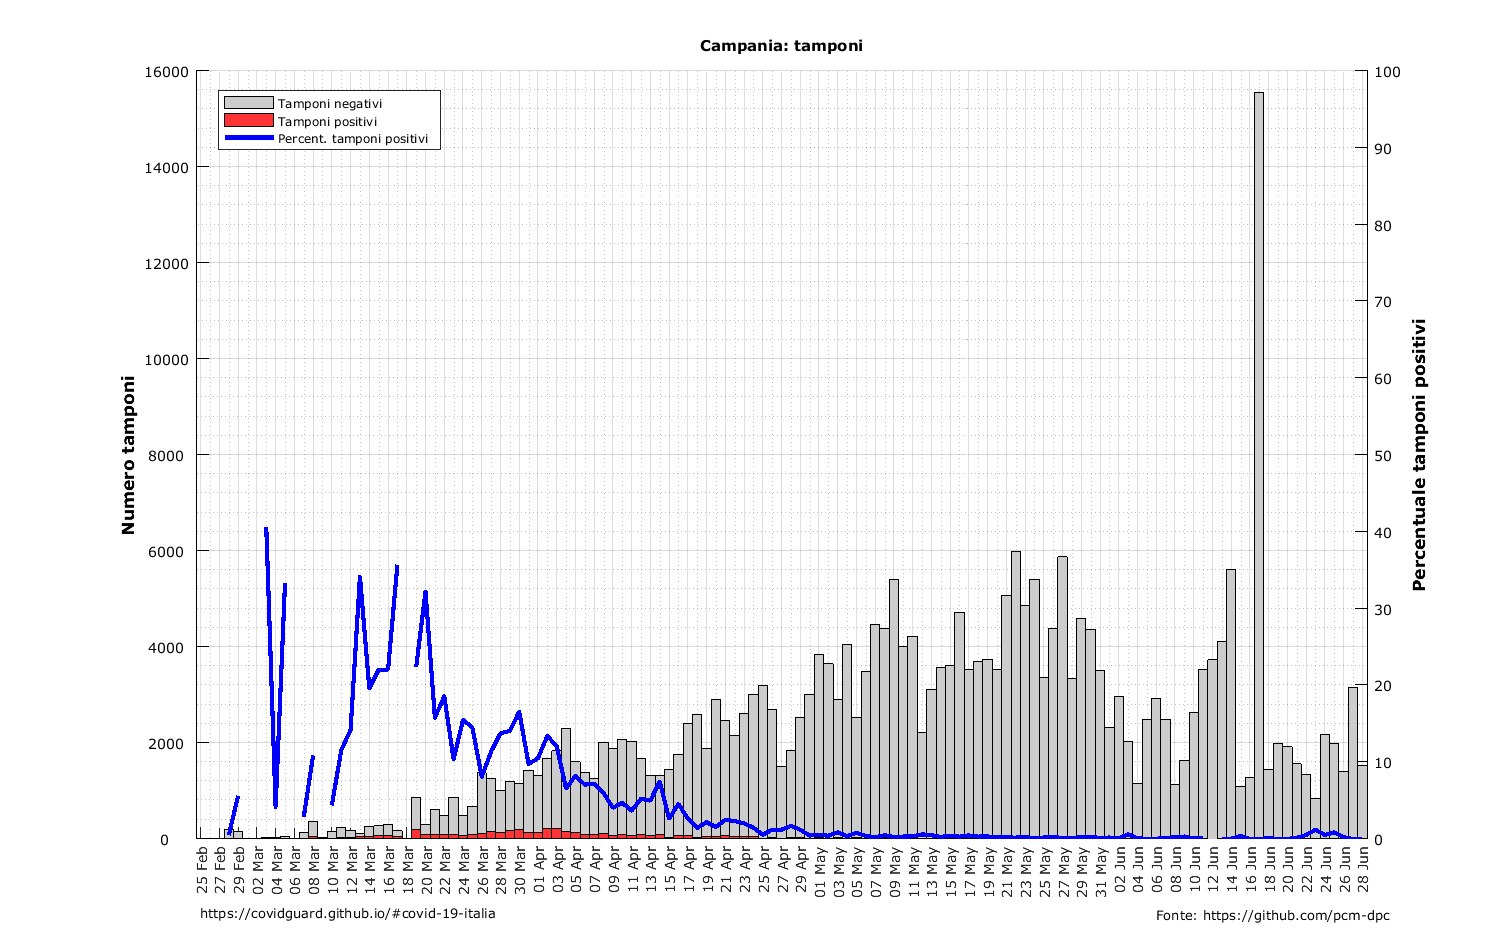 Campania: tamponi
16000
14000
12000
10000
8000
6000
4000
2000
0
Numero tamponi
Tamponi negativi
Tamponi positivi
Percent. tamponi positivi
100
90
80
70
60
50
40
30
20
10
0
Percentuale tamponi positivi
25 Feb
27 Feb
29 Feb
02 Mar
04 Mar
06 Mar
08 Mar
10 Mar
12 Mar
14 Mar
16 Mar
18 Mar
20 Mar
22 Mar
24 Mar
26 Mar
28 Mar
30 Mar
01 Apr
03 Apr
05 Apr
07 Apr
09 Apr
11 Apr
13 Apr
15 Apr
17 Apr
19 Apr
21 Apr
23 Apr
25 Apr
27 Apr
29 Apr
01 May
03 May
05 May
07 May
09 May
11 May
13 May
15 May
17 May
19 May
21 May
23 May
25 May
27 May
29 May
31 May
02 Jun
04 Jun
06 Jun
08 Jun
10 Jun
12 Jun
14 Jun
16 Jun
18 Jun
20 Jun
22 Jun
24 Jun
26 Jun
28 Jun
https://covidguard.github.io/#covid-19-italia
Fonte: https://github.com/pcm-dpc